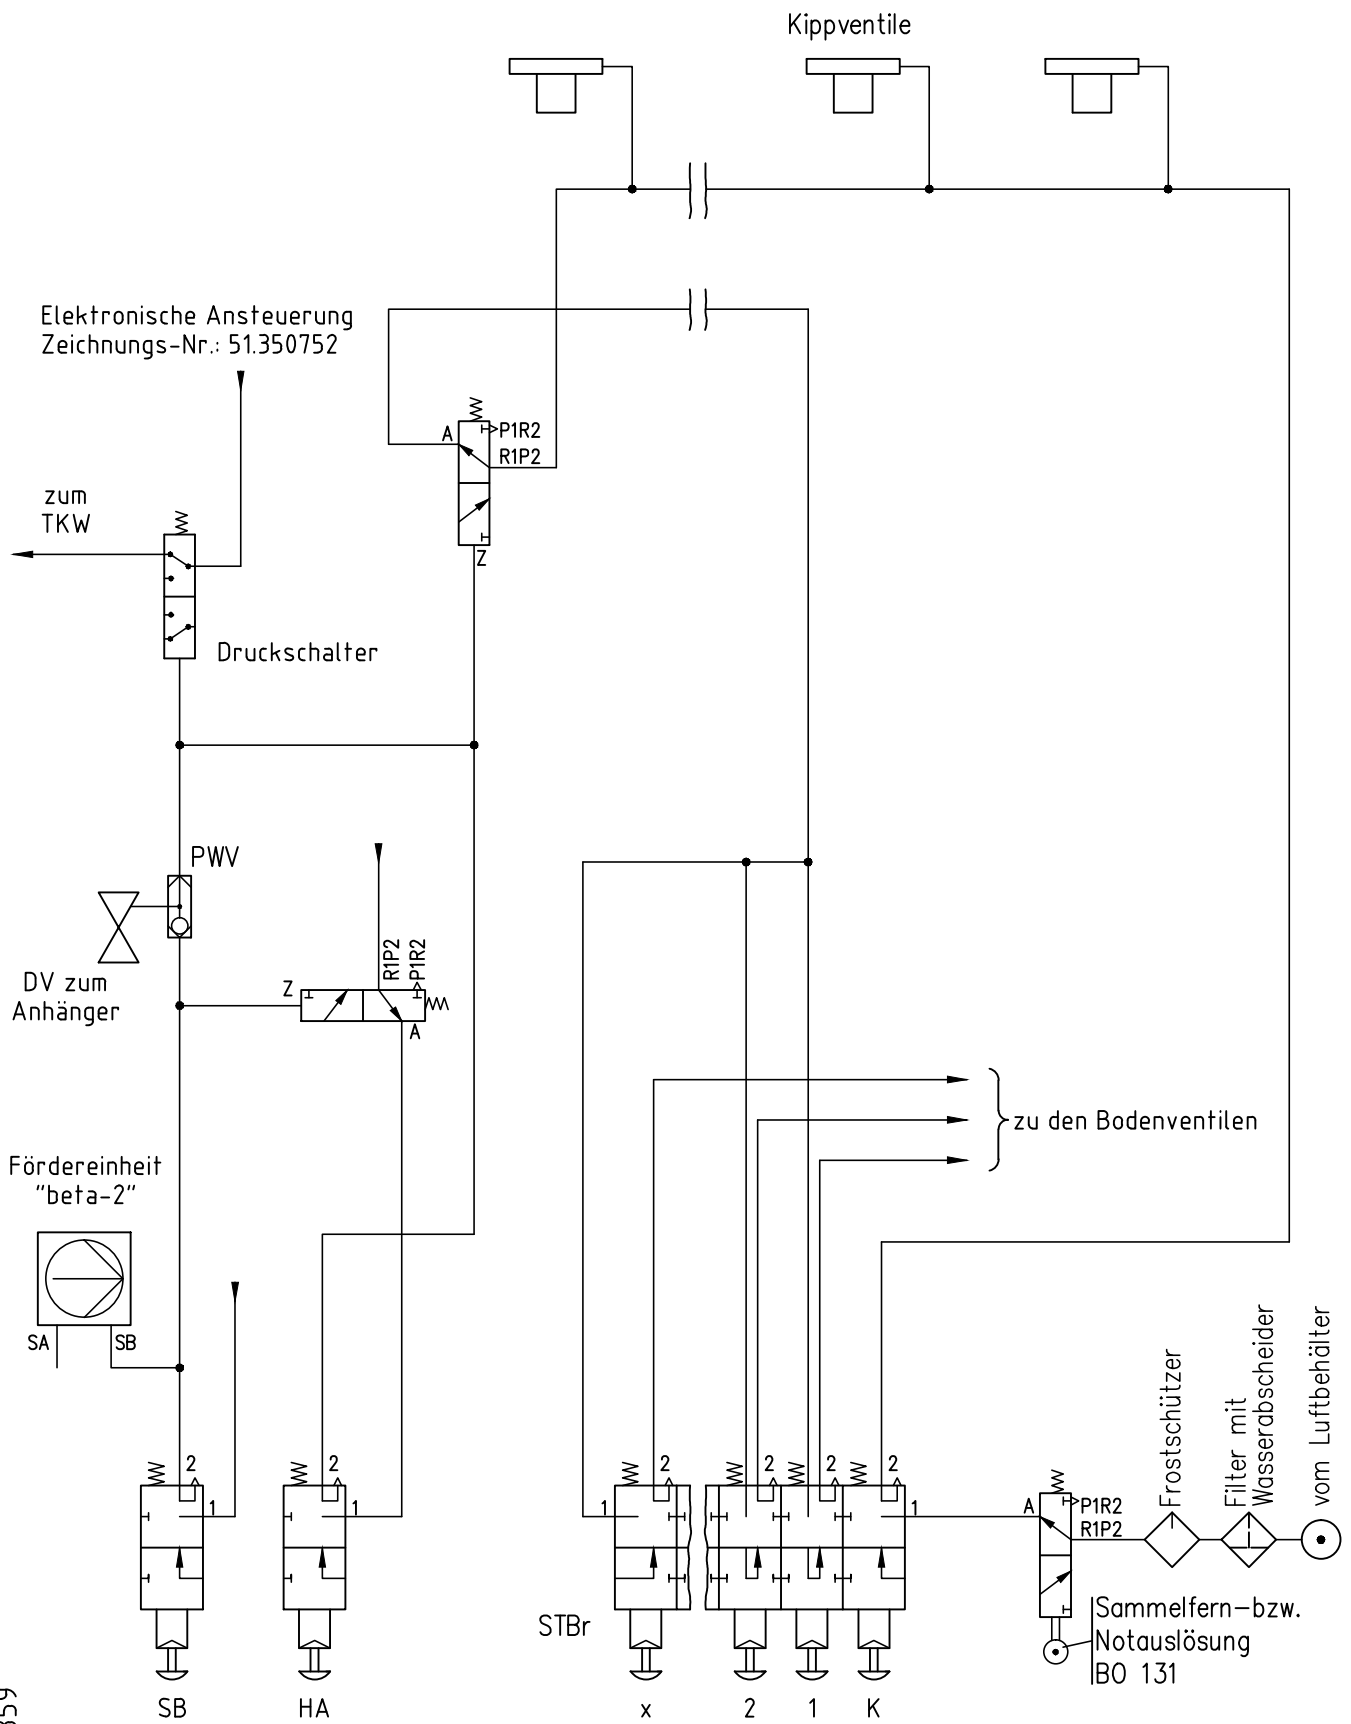 Kippventile
Elektronische Ansteuerung
Zeichnungs-Nr.: 51.350752
P1R2
A
R1P2
Z
zum
TKW
Druckschalter
PWV
DV zum
Anhänger
Z
R1P2
P1R2
A
zu den Bodenventilen
Fördereinheit
"beta-2"
SA
SB
2
1
2
1
2
1
2
2
2
1
A
P1R2
R1P2
Frostschützer
Filter mit
Wasserabscheider
vom Luftbehälter
STBr
Sammelfern-bzw.
Notauslösung
BO 131
SB
HA
x
2
1
K